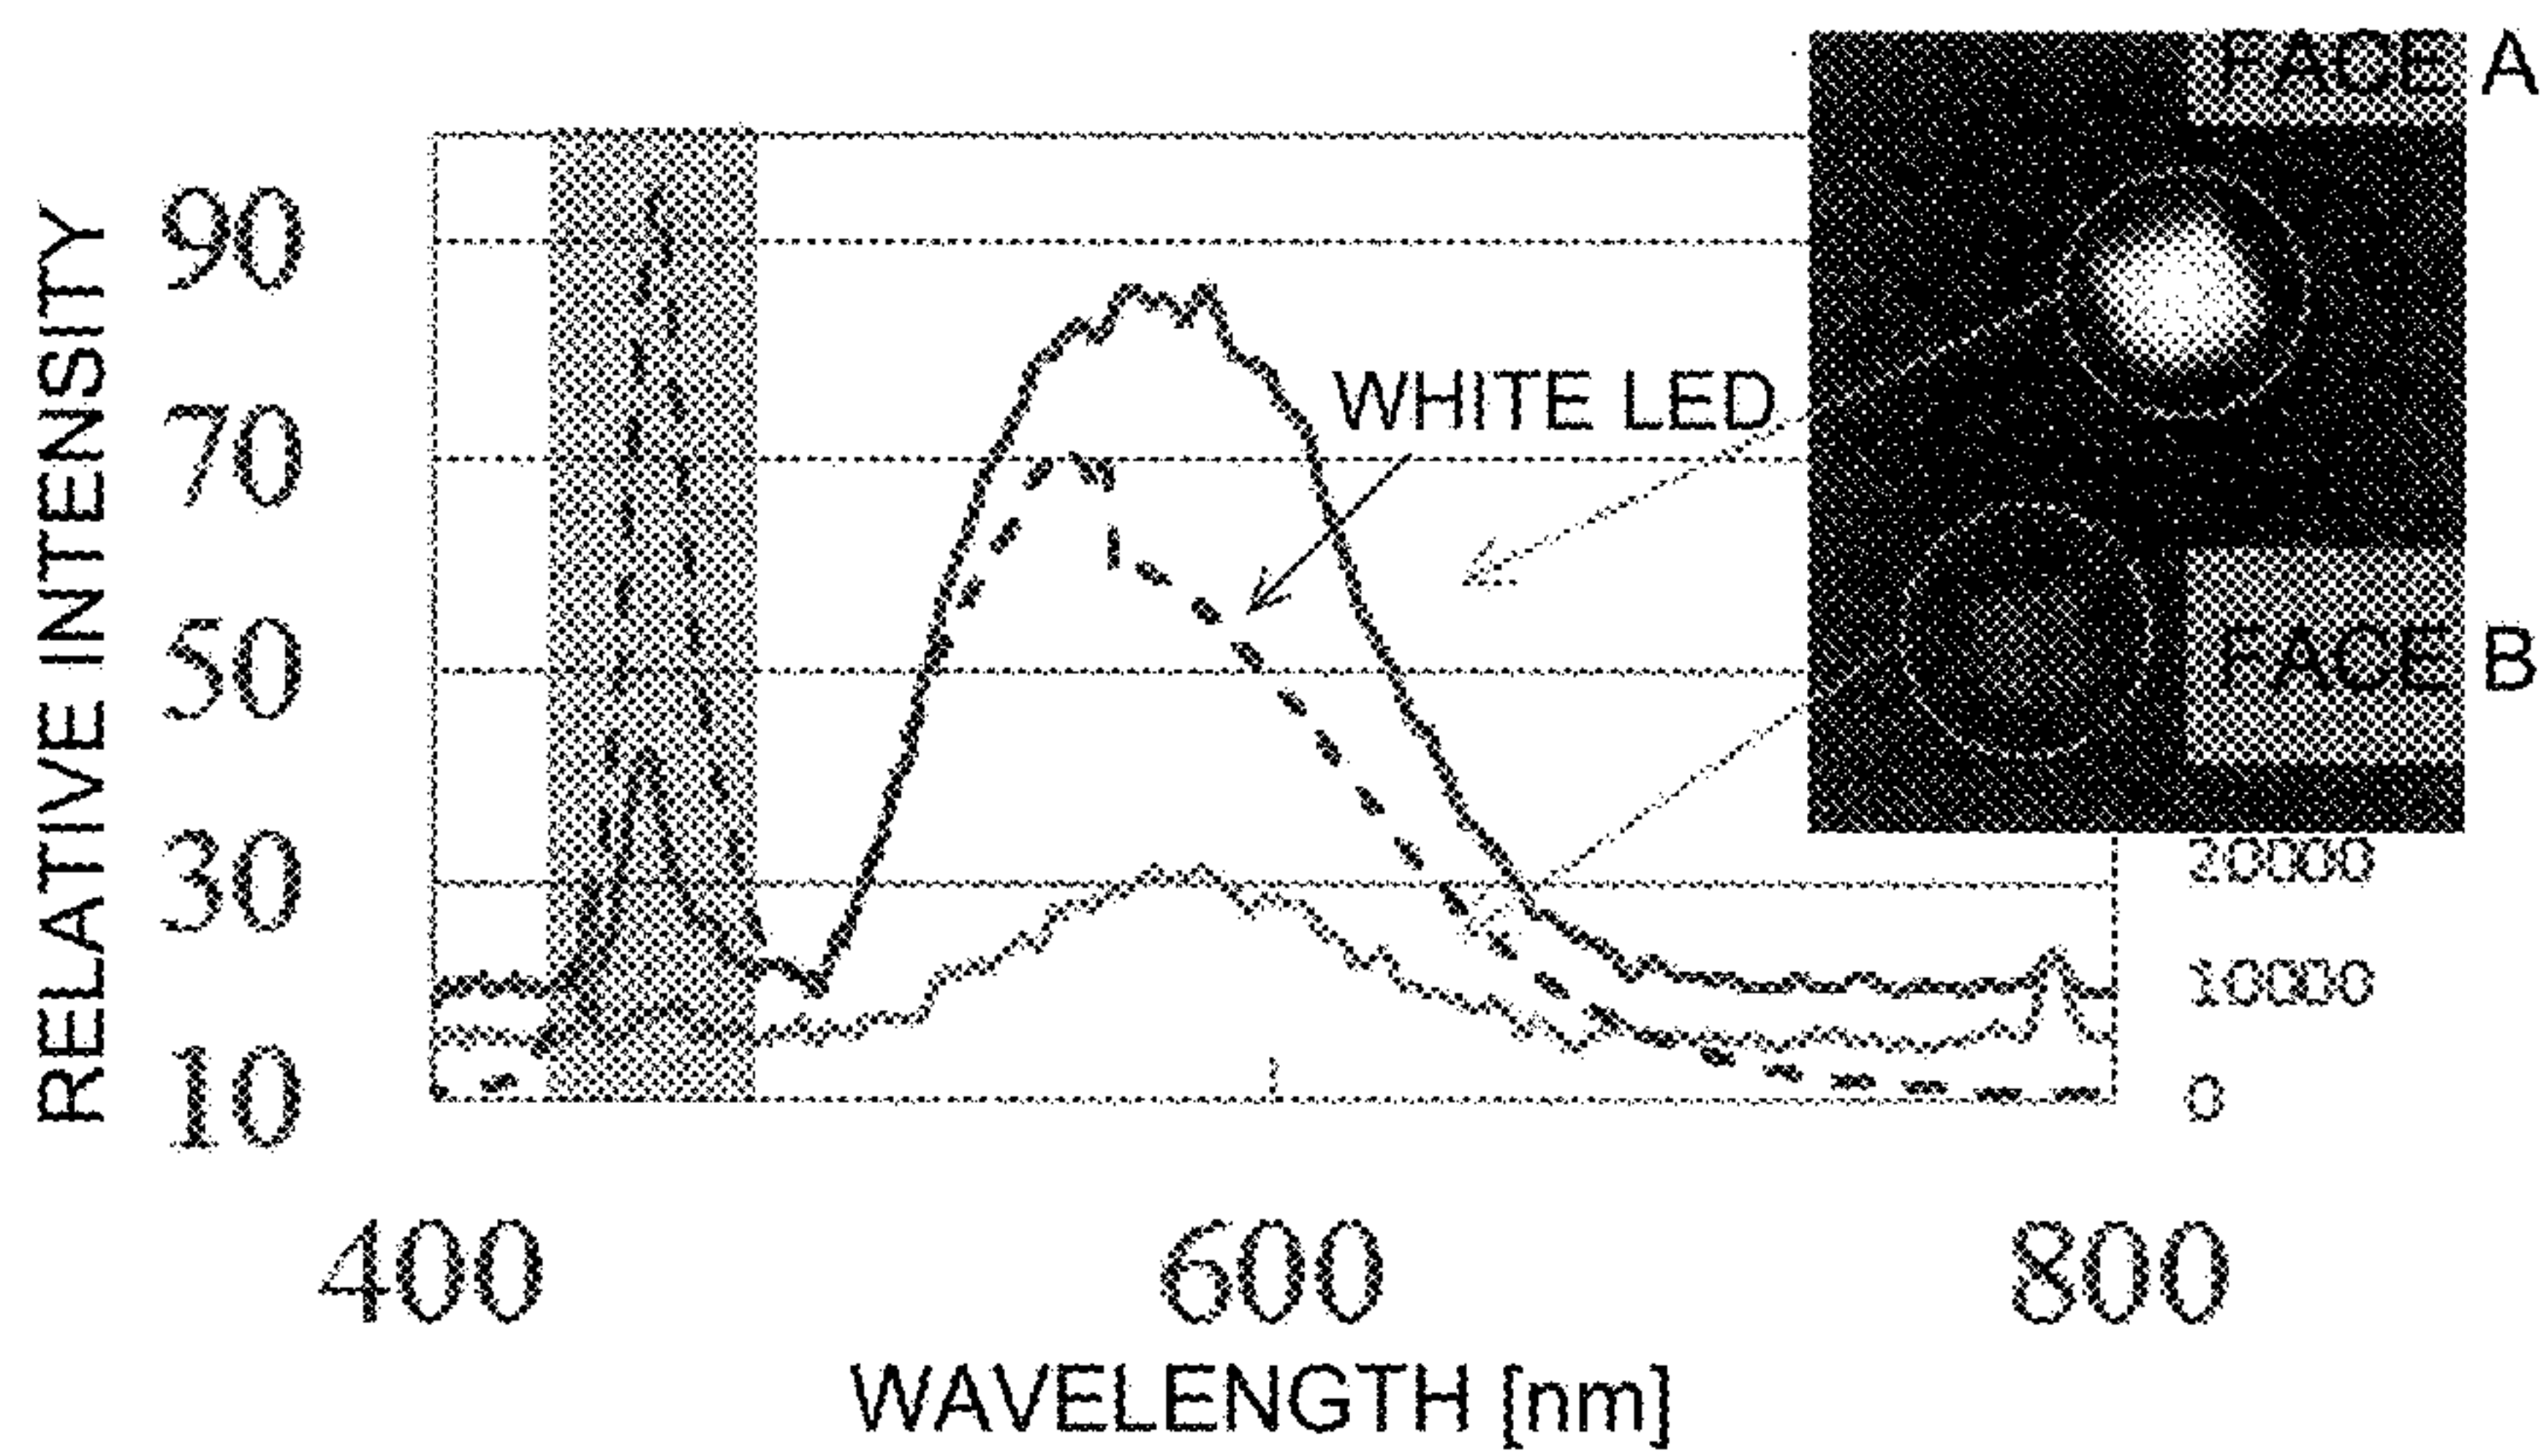 FACE A
RELATIVE INTENSITY
90
70
50
30
10
WHITE LED
FACE B
20000
10000
0
400 600 800
WAVELENGTH [nm]